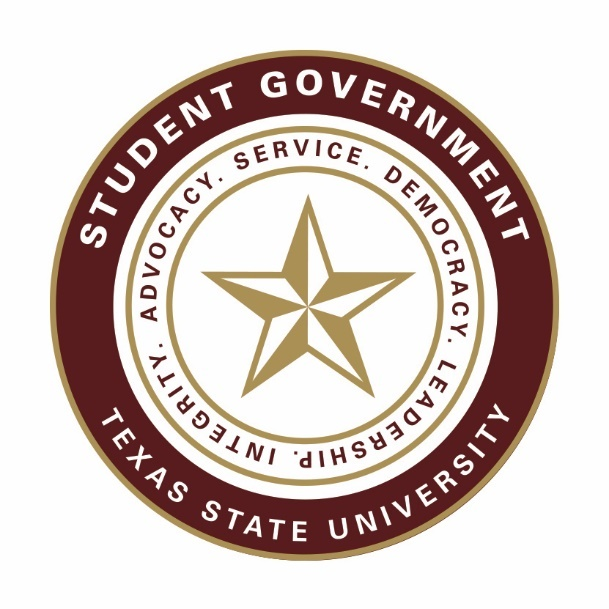 STUDENT GOVERNMENT
ADVOCACY. SERVICE. DEMOCRACY. LEADERSHIP. INTEGRITY.
TEXAS STATE UNIVERSITY